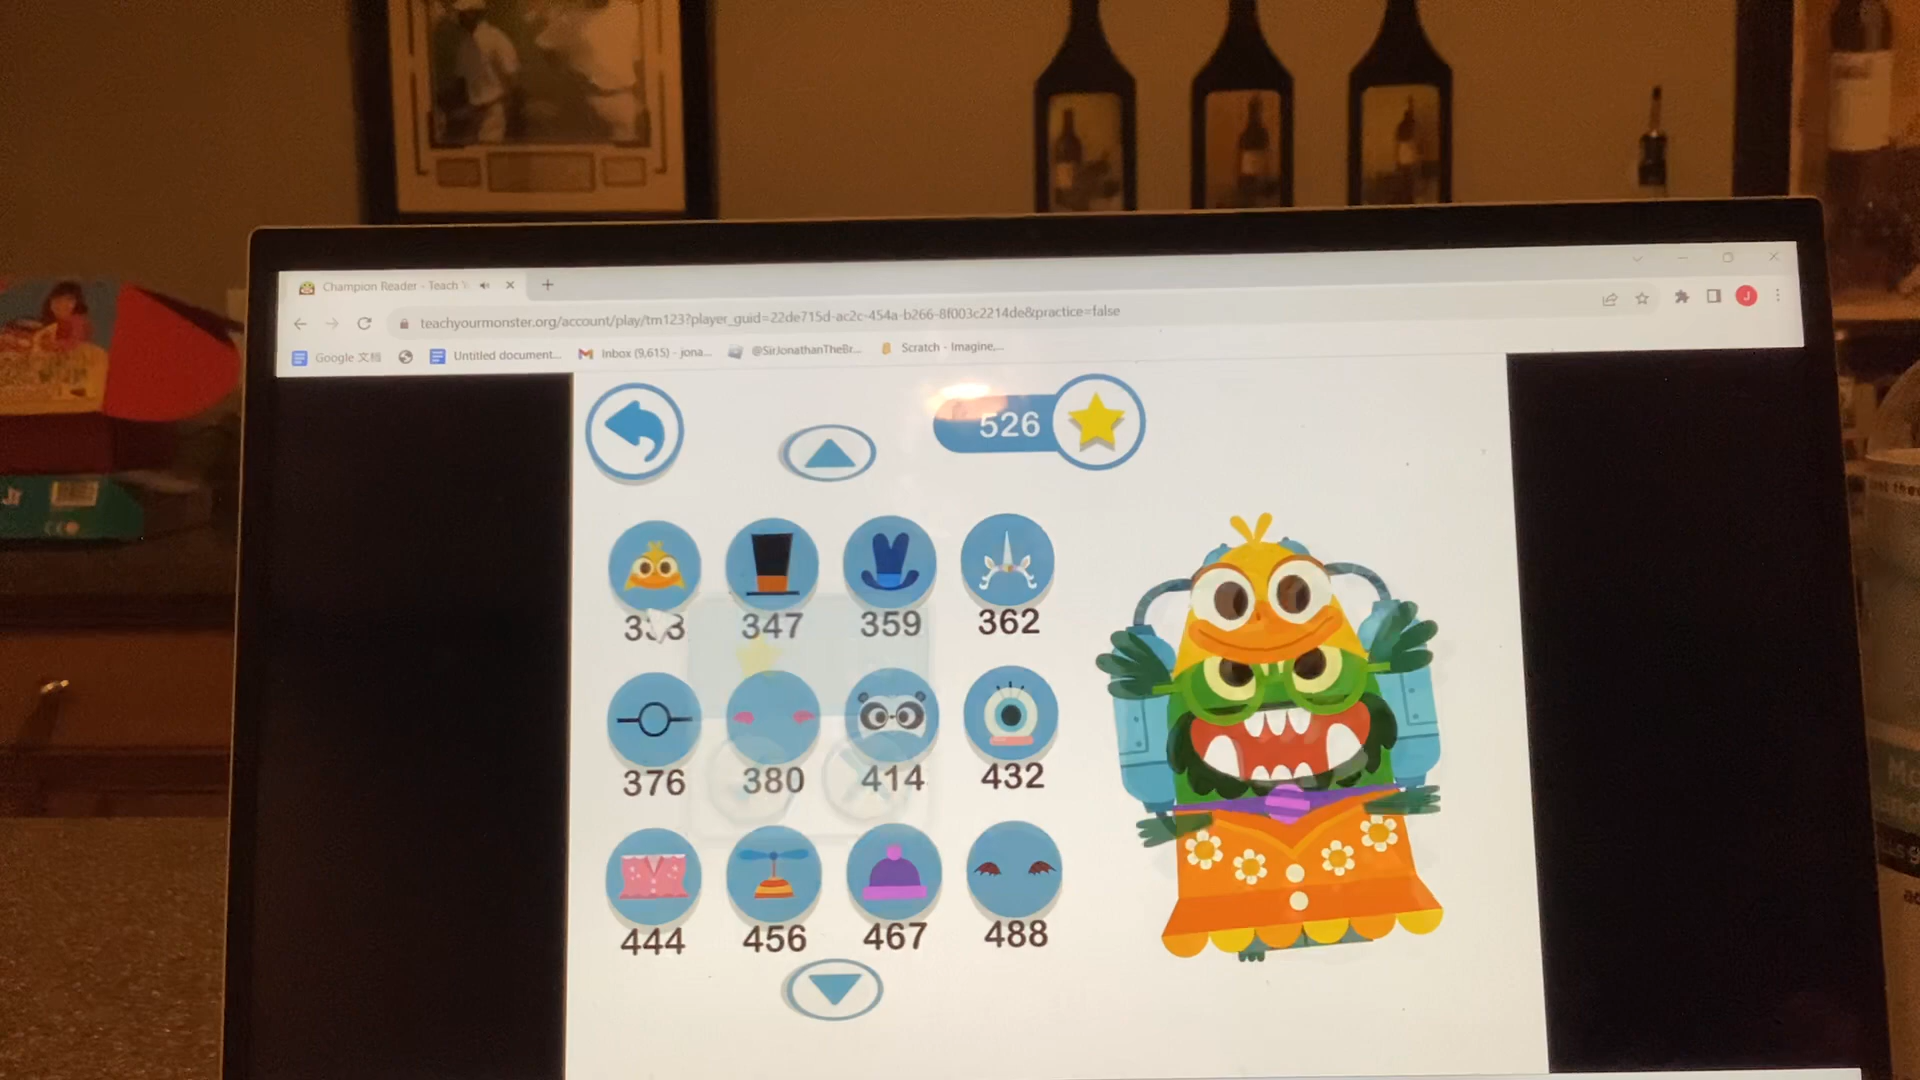 Champion Reader - Teach Y
teachyourmonster.org/account/play/tm123?player_guid=22de715d-ac2c-454a-b266-8f003c2214de&practice=false
J
Google 文档
Untitled document...
Inbox (9,615) - jona...
@SirJonathanTheBr...
Scratch - Imagine,...
526
347
359
362
376
380
414
432
444
456
467
488